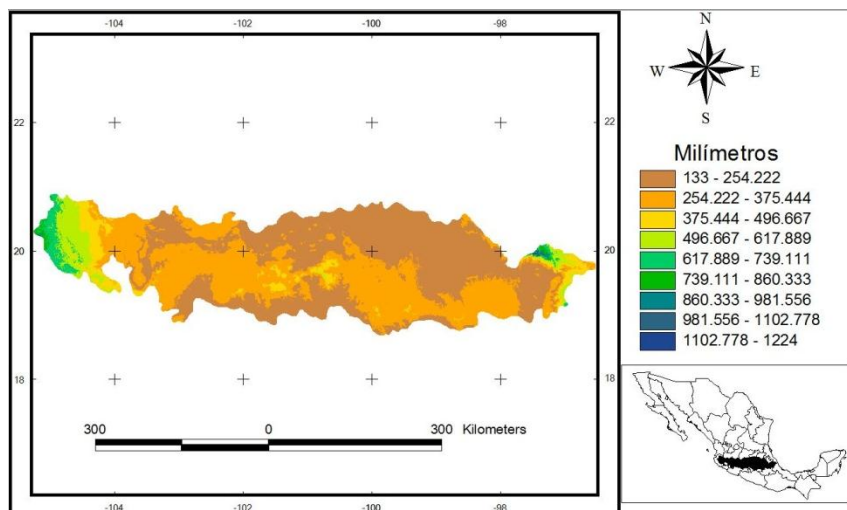 -104 -102 -100 -98
22 22
20 20
18 18
300 0 300 Kilometers
-104 -102 -100 -98
N
W E
S
Milímetros
133 - 254.222
254.222 - 375.444
375.444 - 496.667
496.667 - 617.889
617.889 - 739.111
739.111 - 860.333
860.333 - 981.556
981.556 - 1102.778
1102.778 - 1224